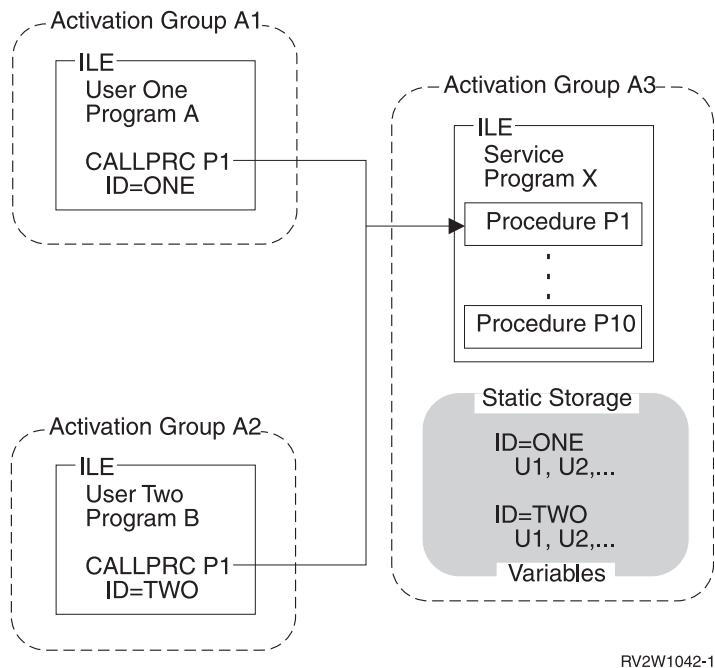 Activation Group A1
ILE
User One
Program A
CALLPRC P1
ID=ONE
Activation Group A2
ILE
User Two
Program B
CALLPRC P1
ID=TWO
Activation Group A3
ILE
Service
Program X
Procedure P1
Procedure P10
Static Storage
ID=ONE
U1, U2,...
ID=TWO
U1, U2,...
Variables
RV2W1042-1